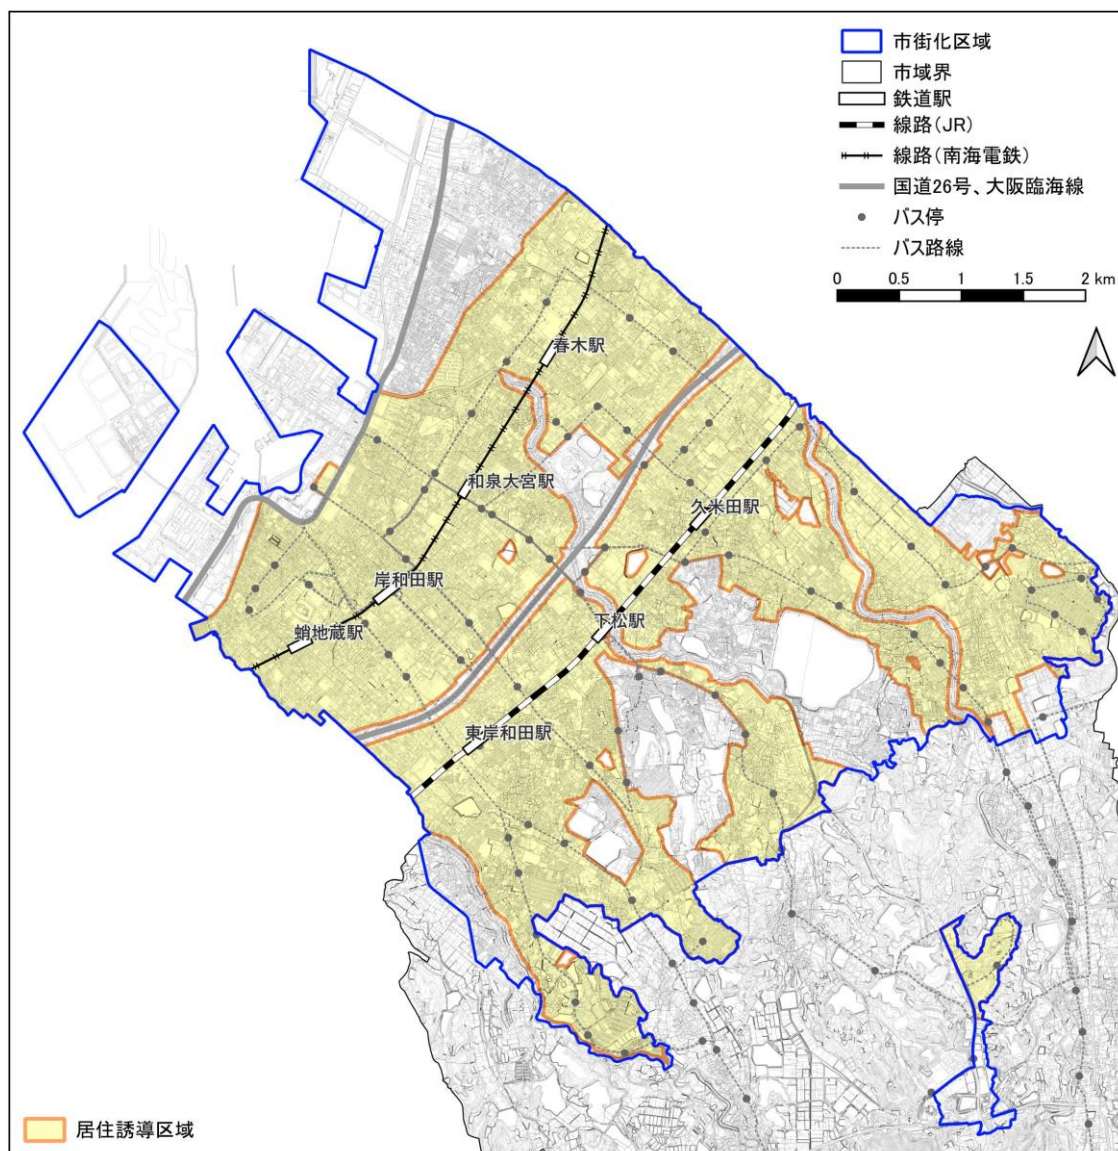 市街化区域
市域界
鉄道駅
線路(JR)
線路(南海電鉄)
国道26号、大阪臨海線
バス停
バス路線
0 0.5 1 1.5 2 km
春木駅
和泉大宮駅
久米田駅
岸和田駅
下松駅
蛸地蔵駅
東岸和田駅
居住誘導区域